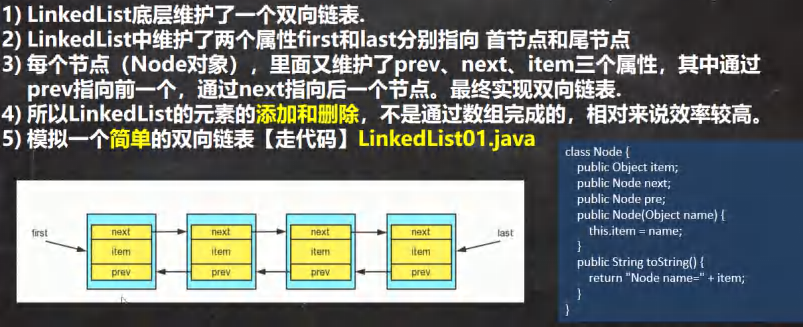 1) LinkedList底层维护了一个双向链表.
2) LinkedList中维护了两个属性first和last分别指向 首节点和尾节点
3) 每个节点（Node对象），里面又维护了prev、next、item三个属性，其中通过
prev指向前一个，通过next指向后一个节点。最终实现双向链表.
4) 所以LinkedList的元素的添加和删除，不是通过数组完成的，相对来说效率较高。
5) 模拟一个简单的双向链表【走代码】LinkedList01.java
class Node {
public Object item;
public Node next;
public Node pre;
public Node(Object name) {
this.item = name;
}
public String toString() {
return "Node name=" + item;
}
}
first next next next next last
item item item item
prev prev prev prev